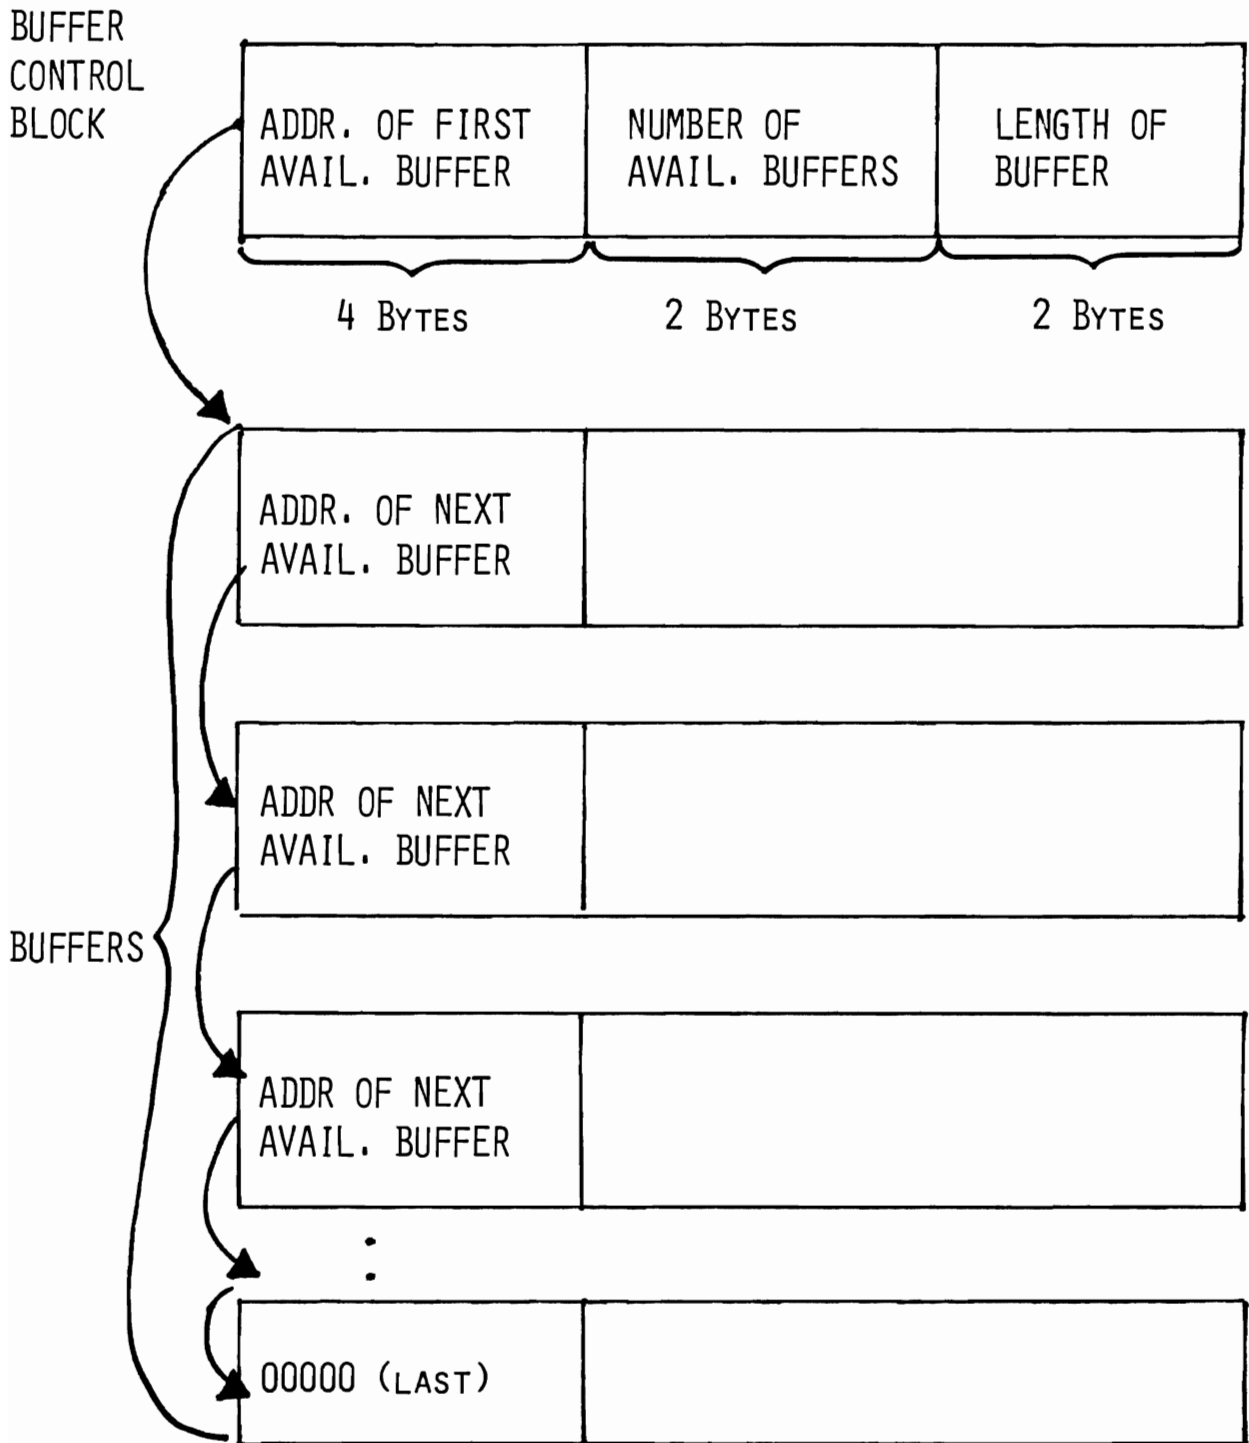 BUFFER
CONTROL
BLOCK
ADDR. OF FIRST
AVAIL. BUFFER
NUMBER OF
AVAIL. BUFFERS
LENGTH OF
BUFFER
4 BYTES
2 BYTES
2 BYTES
ADDR. OF NEXT
AVAIL. BUFFER
ADDR OF NEXT
AVAIL. BUFFER
BUFFERS
ADDR OF NEXT
AVAIL. BUFFER
:
00000 (LAST)